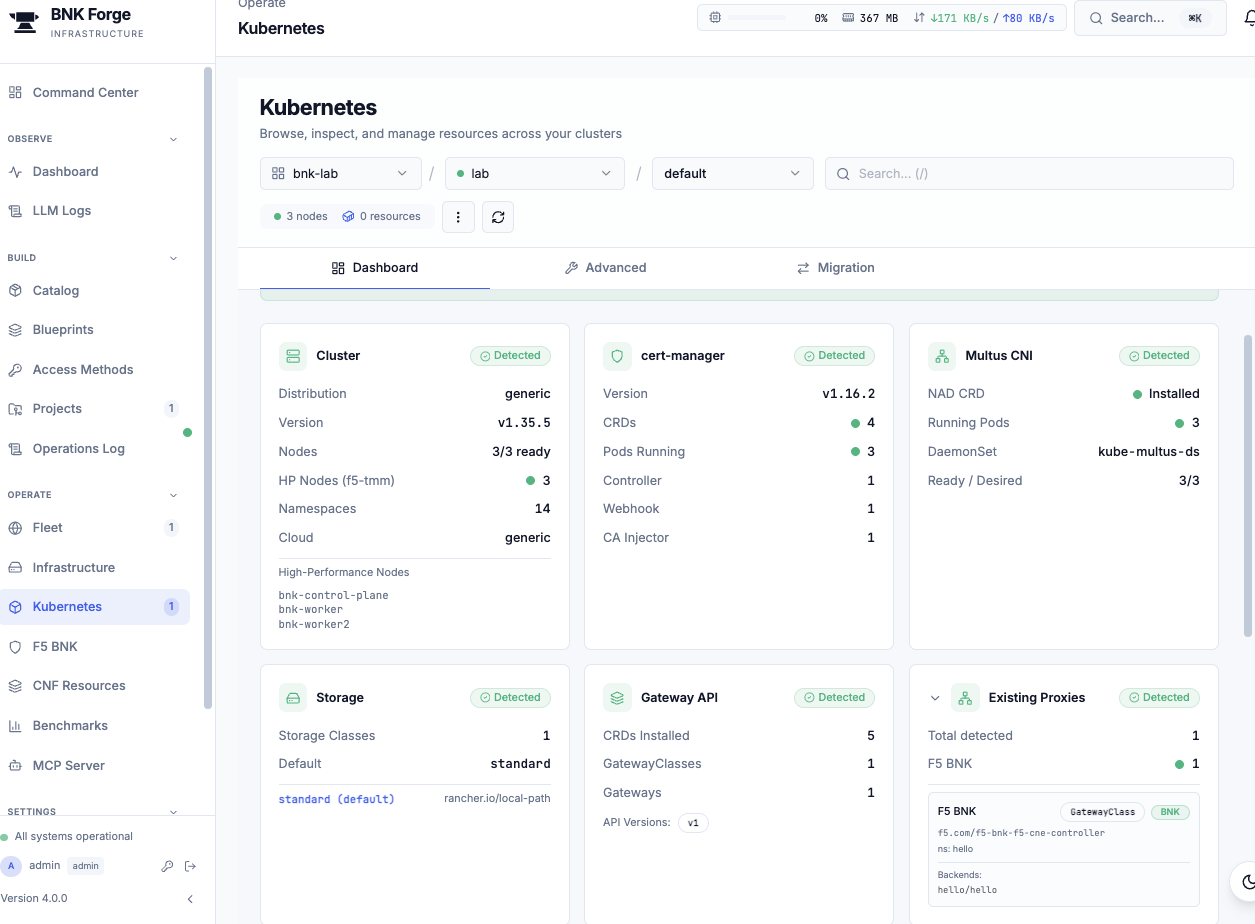 BNK Forge
INFRASTRUCTURE
Command Center
OBSERVE
Dashboard
LLM Logs
BUILD
Catalog
Blueprints
Access Methods
Projects 1
Operations Log
OPERATE
Fleet 1
Infrastructure
Kubernetes 1
F5 BNK
CNF Resources
Benchmarks
MCP Server
SETTINGS
All systems operational
A admin admin
Version 4.0.0
Operate
Kubernetes
0% 367 MB ↓171 KB/s / ↑80 KB/s
Search... ⌘K
Kubernetes
Browse, inspect, and manage resources across your clusters
bnk-lab / lab / default
Search... (/)
3 nodes 0 resources
Dashboard Advanced Migration
Cluster Detected
Distribution generic
Version v1.35.5
Nodes 3/3 ready
HP Nodes (f5-tmm) 3
Namespaces 14
Cloud generic
High-Performance Nodes
bnk-control-plane
bnk-worker
bnk-worker2
cert-manager Detected
Version v1.16.2
CRDs 4
Pods Running 3
Controller 1
Webhook 1
CA Injector 1
Multus CNI Detected
NAD CRD Installed
Running Pods 3
DaemonSet kube-multus-ds
Ready / Desired 3/3
Storage Detected
Storage Classes 1
Default standard
standard (default) rancher.io/local-path
Gateway API Detected
CRDs Installed 5
GatewayClasses 1
Gateways 1
API Versions: v1
Existing Proxies Detected
Total detected 1
F5 BNK 1
F5 BNK GatewayClass BNK
f5.com/f5-bnk-f5-cne-controller
ns: hello
Backends:
hello/hello